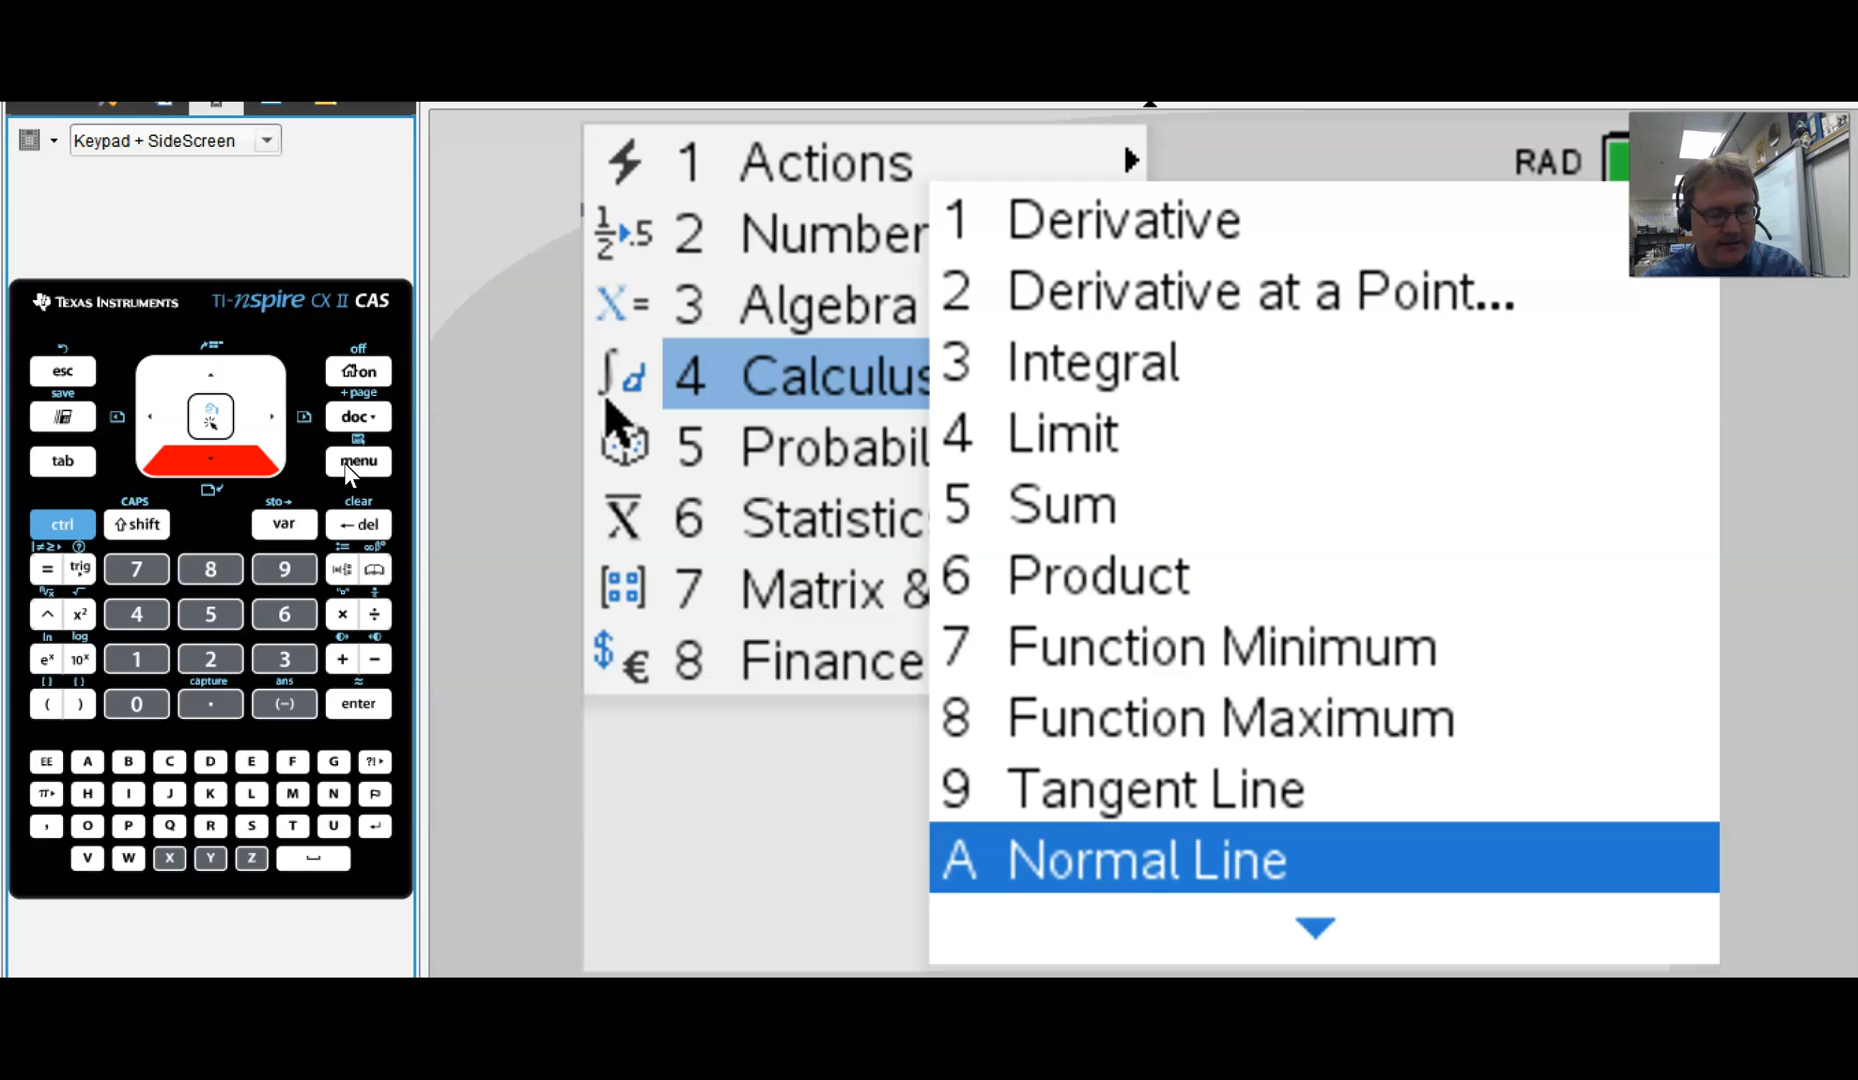 Keypad + SideScreen
TEXAS INSTRUMENTS TI-nspire CX II CAS
off
esc
on
save
+ page
doc
tab
menu
CAPS
sto→
clear
ctrl
shift
var
← del
= trig 7 8 9
^ x² 4 5 6 × ÷
ln log
eˣ 10ˣ 1 2 3 + −
[ ] { } capture ans ≈
( ) 0 . (−) enter
EE A B C D E F G ?!▸
π▸ H I J K L M N
, O P Q R S T U ↵
V W X Y Z
1 Actions
½▸.5 2 Number
X= 3 Algebra
∫d 4 Calculus
5 Probabil
X̅ 6 Statistic
7 Matrix &
$€ 8 Finance
RAD
1 Derivative
2 Derivative at a Point...
3 Integral
4 Limit
5 Sum
6 Product
7 Function Minimum
8 Function Maximum
9 Tangent Line
A Normal Line